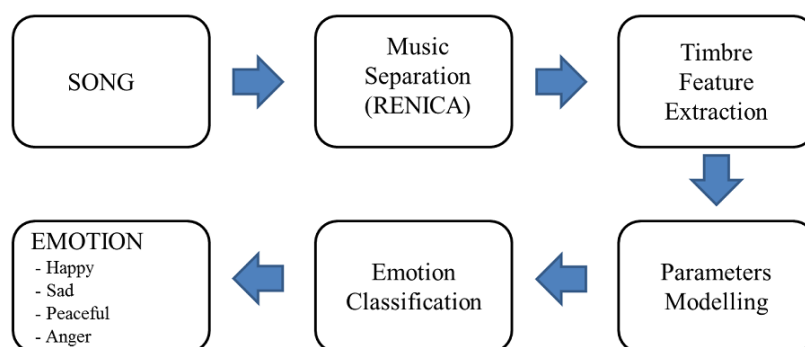 SONG
Music
Separation
(RENICA)
Timbre
Feature
Extraction
EMOTION
- Happy
- Sad
- Peaceful
- Anger
Emotion
Classification
Parameters
Modelling